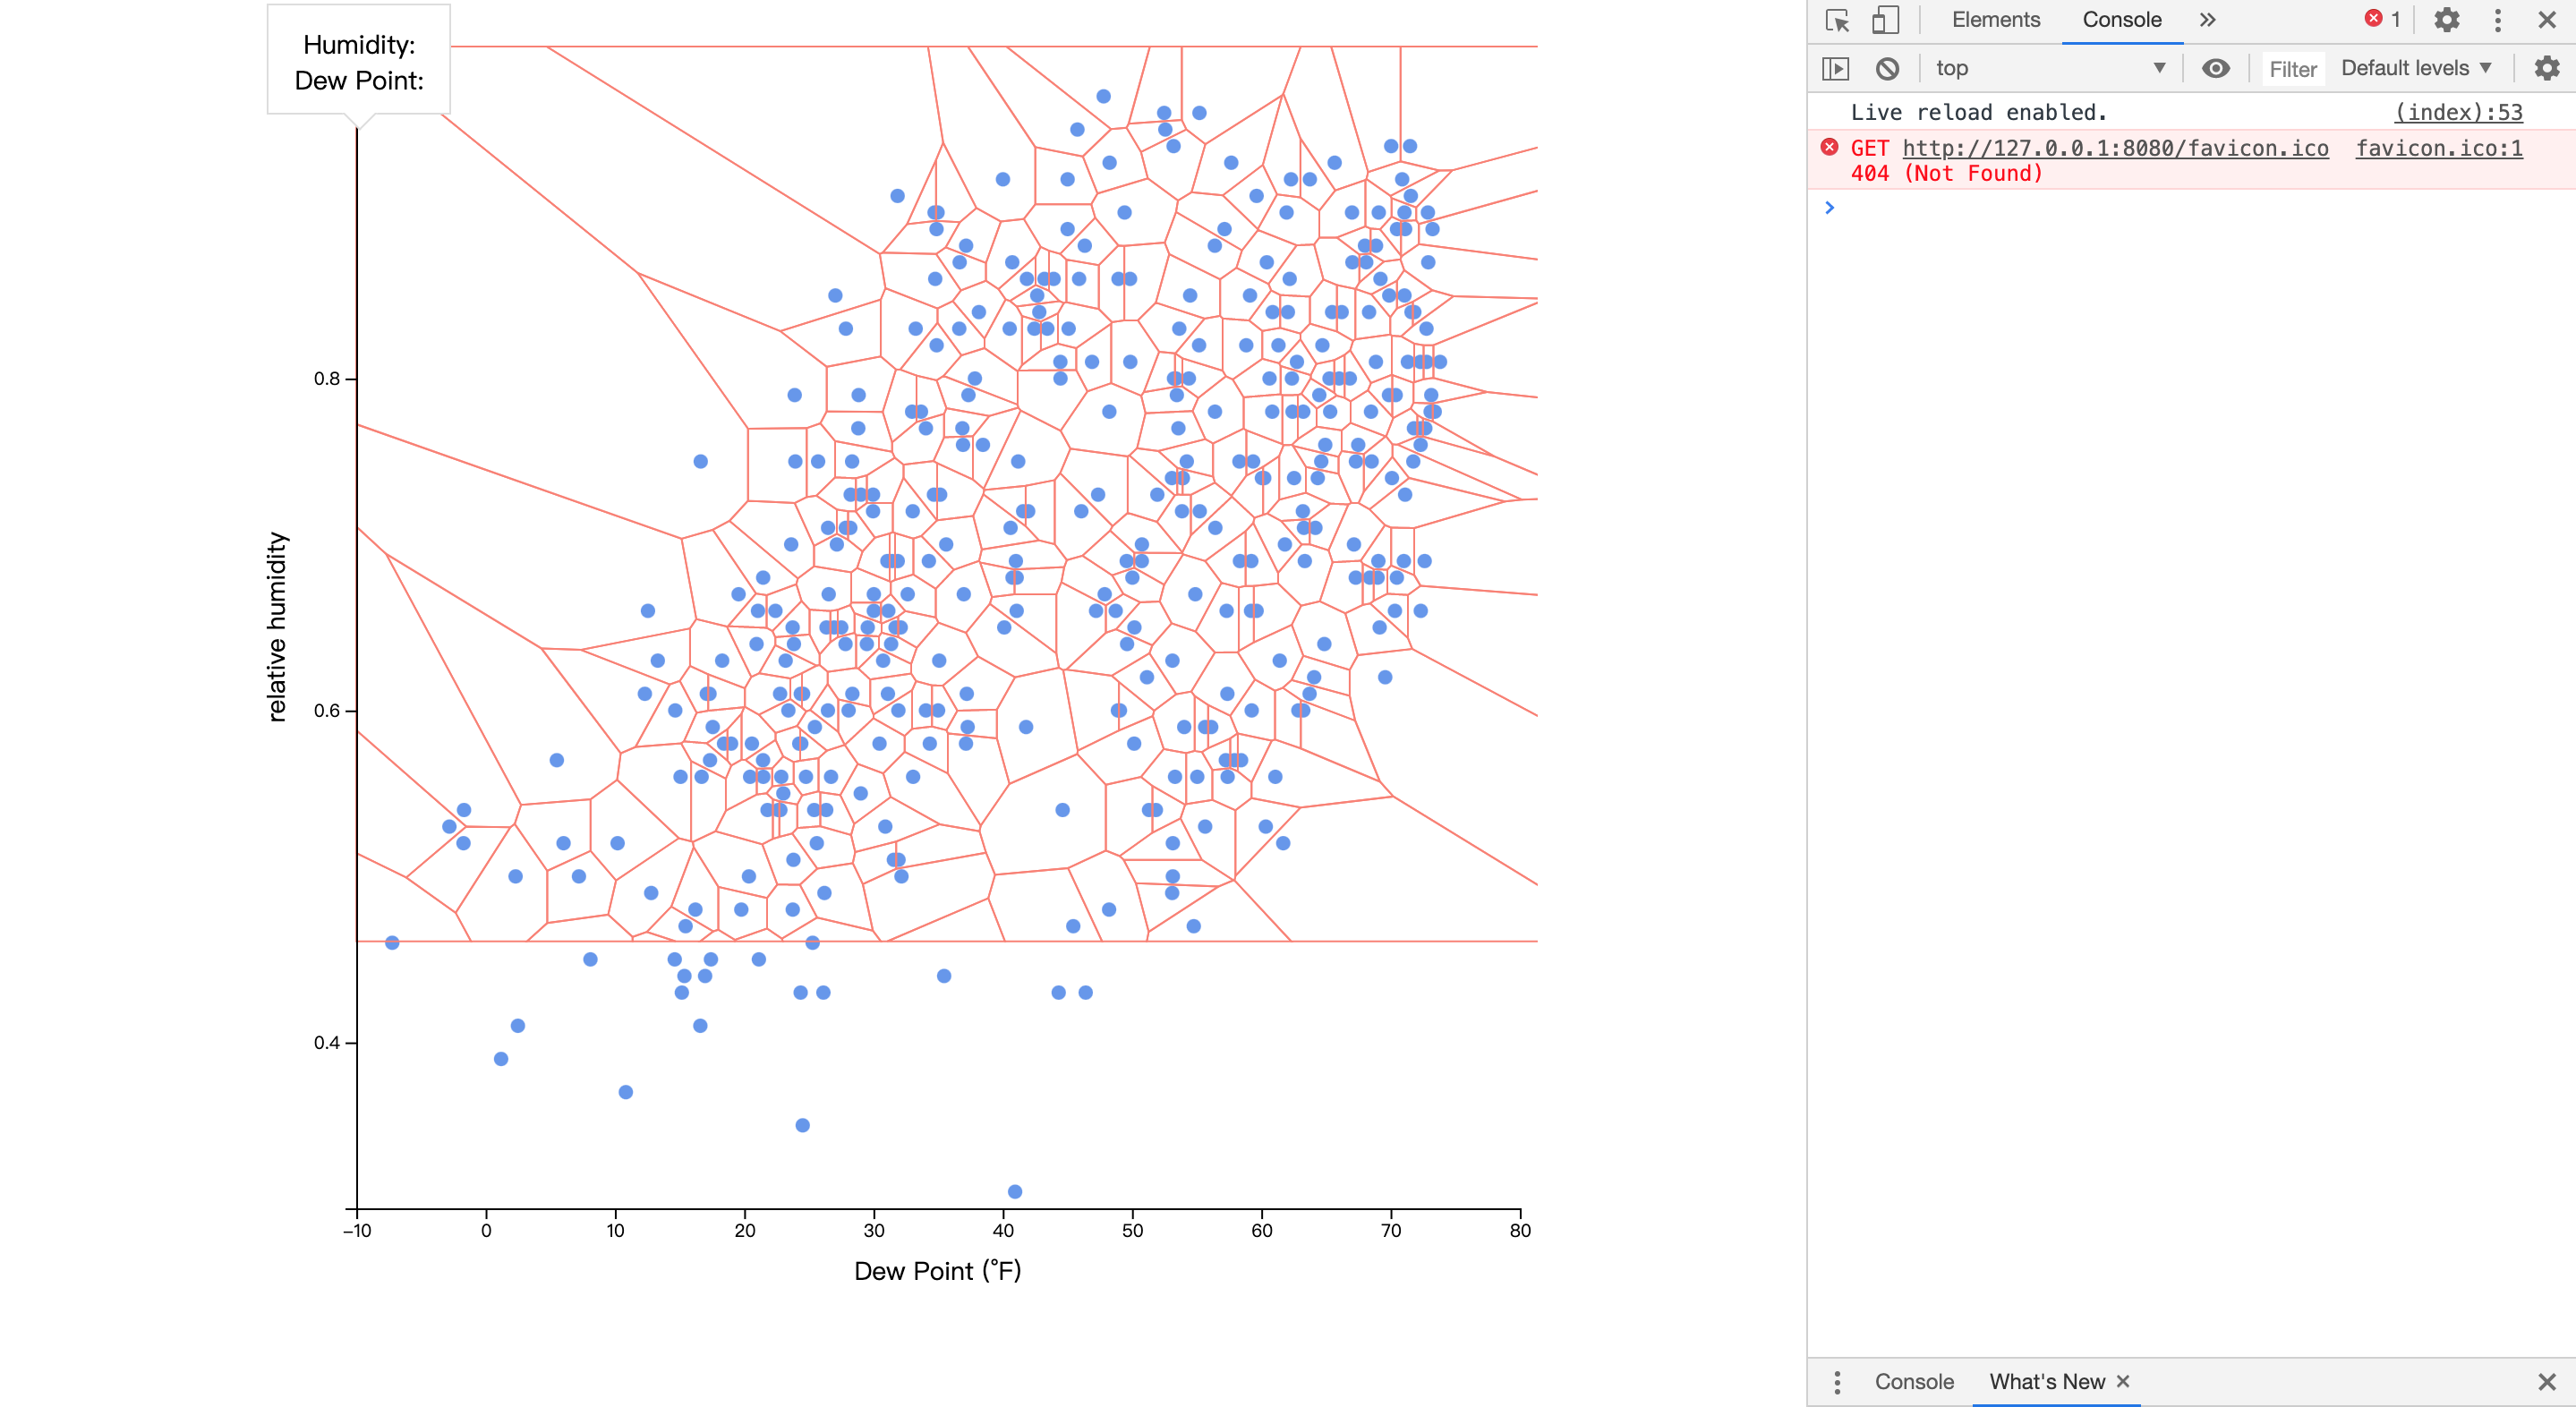 Humidity:
Dew Point:
0.8
0.6
0.4
relative humidity
–10 0 10 20 30 40 50 60 70 80
Dew Point (°F)
Elements Console 1
top Filter Default levels
Live reload enabled. (index):53
GET http://127.0.0.1:8080/favicon.ico favicon.ico:1
404 (Not Found)
Console What's New